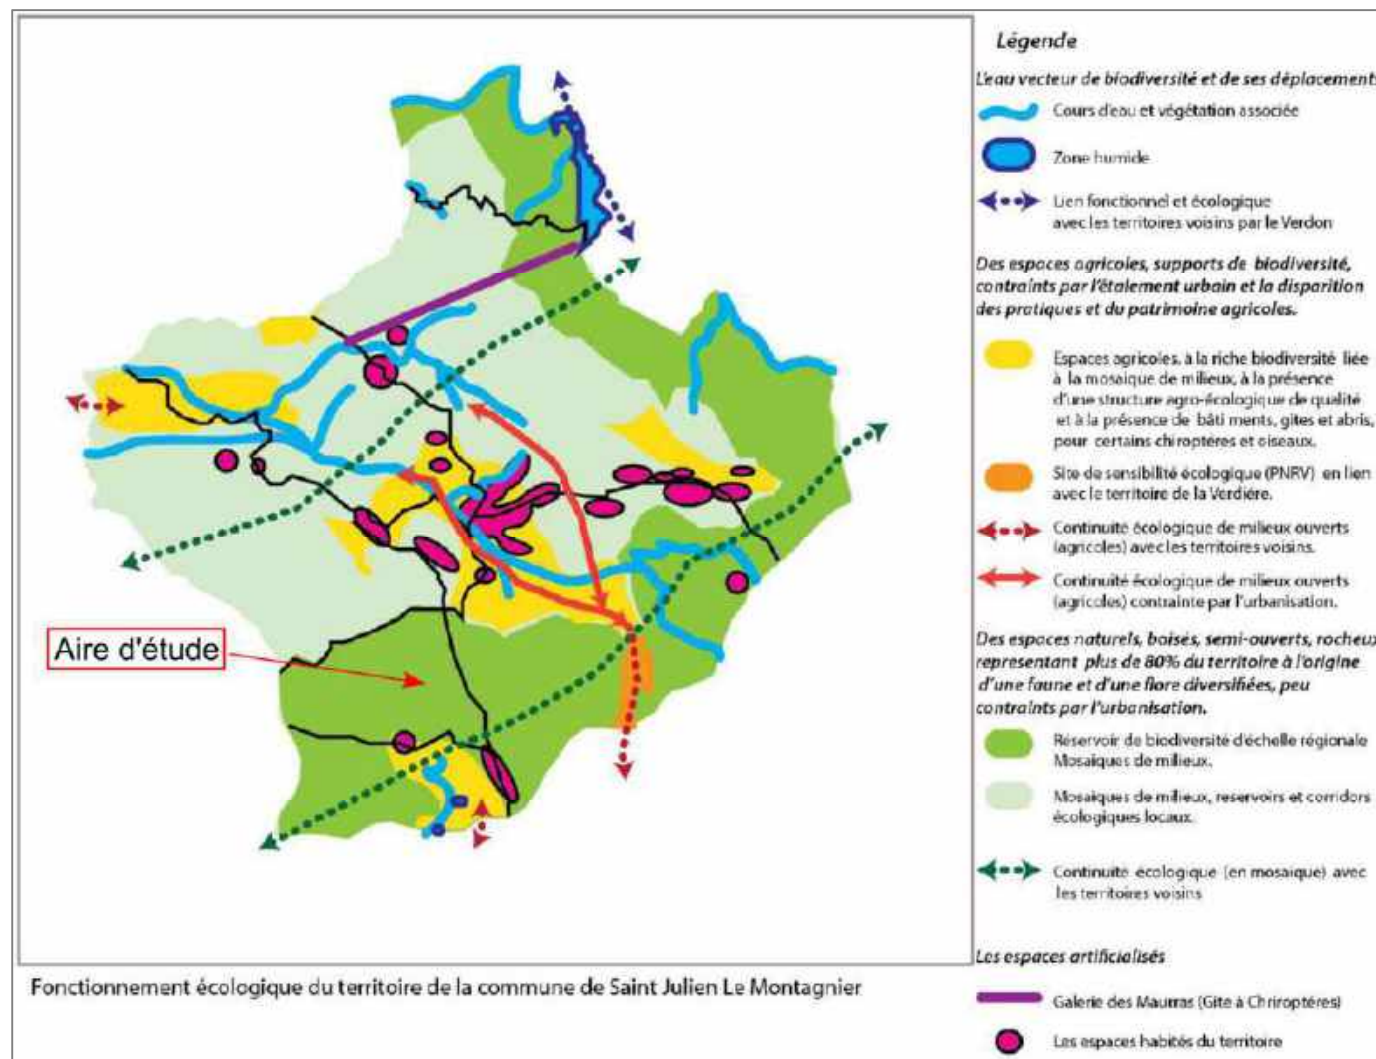 Légende
L'eau vecteur de biodiversité et de ses déplacements
Cours d'eau et végétation associée
Zone humide
Lien fonctionnel et écologique
avec les territoires voisins par le Verdon
Des espaces agricoles, supports de biodiversité,
contraints par l'étalement urbain et la disparition
des pratiques et du patrimoine agricoles.
Espaces agricoles, à la riche biodiversité liée
à la mosaique de milieux, à la présence
d'une structure agro-écologique de qualité
et à la présence de bâti ments, gites et abris,
pour certains chiroptères et oiseaux.
Site de sensibilité écologique (PNRV) en lien
avec le territoire de la Verdière.
Continuité écologique de milieux ouverts
(agricoles) avec les territoires voisins.
Continuité écologique de milieux ouverts
(agricoles) contrainte par l'urbanisation.
Des espaces naturels, boisés, semi-ouverts, rocheux
representant plus de 80% du territoire à l'origine
d'une faune et d'une flore diversifiées, peu
contraints par l'urbanisation.
Réservoir de biodiversité d'échelle régionale
Mosaiques de milieux.
Mosaiques de milieux, reservoirs et corridors
écologiques locaux.
Continuité écologique (en mosaique) avec
les territoires voisins
Les espaces artificialisés
Galerie des Maurras (Gite à Chriroptères)
Les espaces habités du territoire
Aire d'étude
Fonctionnement écologique du territoire de la commune de Saint Julien Le Montagnier